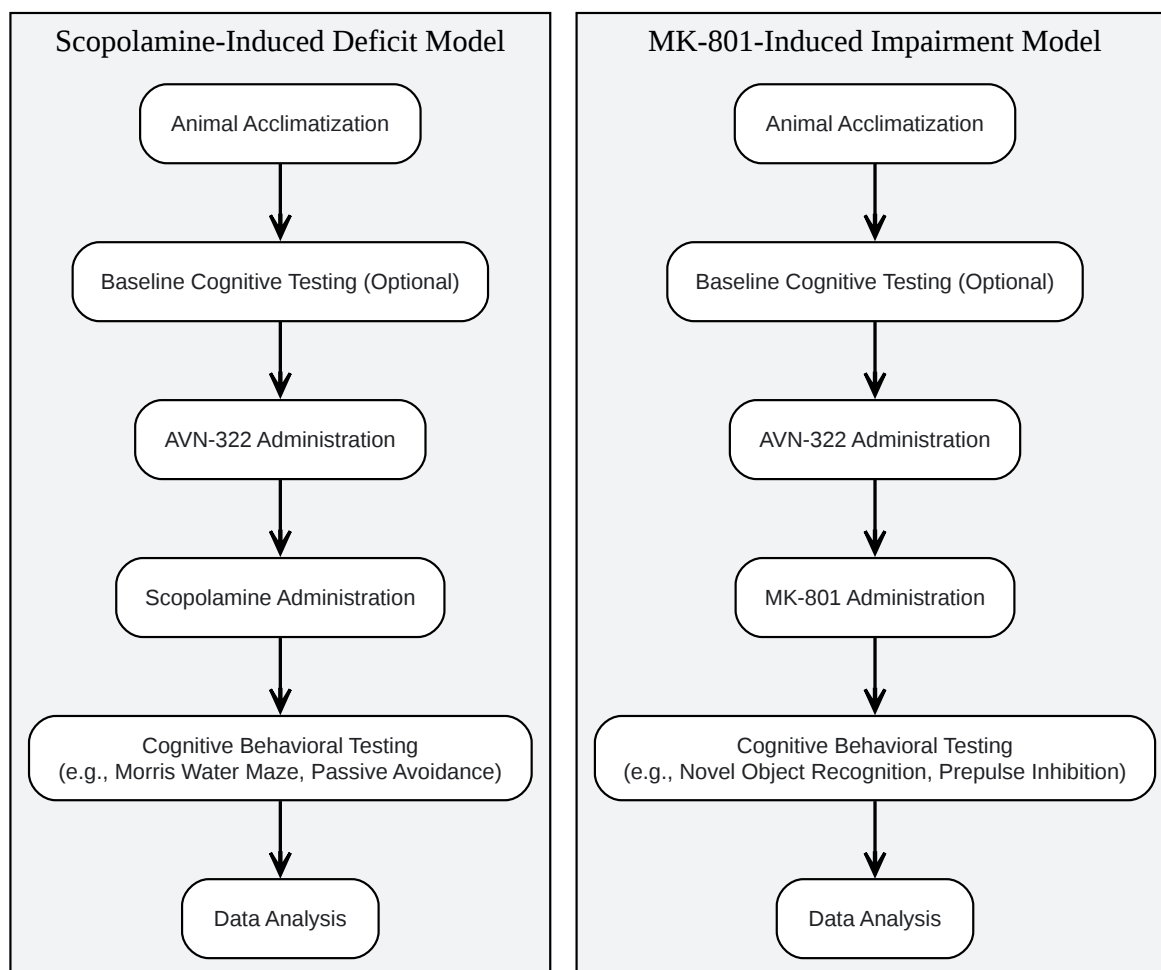 Scopolamine-Induced Deficit Model
Animal Acclimatization
Baseline Cognitive Testing (Optional)
AVN-322 Administration
Scopolamine Administration
Cognitive Behavioral Testing
(e.g., Morris Water Maze, Passive Avoidance)
Data Analysis
MK-801-Induced Impairment Model
Animal Acclimatization
Baseline Cognitive Testing (Optional)
AVN-322 Administration
MK-801 Administration
Cognitive Behavioral Testing
(e.g., Novel Object Recognition, Prepulse Inhibition)
Data Analysis